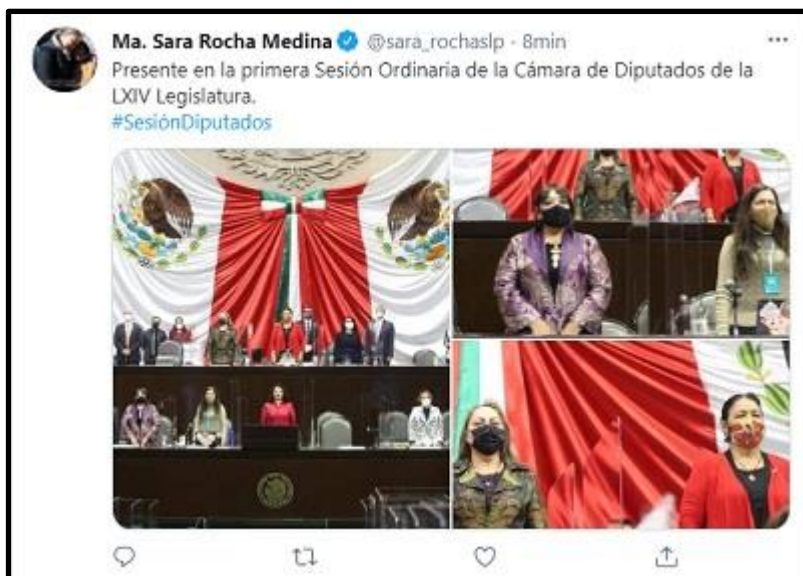 Ma. Sara Rocha Medina @sara_rochaslp · 8min
Presente en la primera Sesión Ordinaria de la Cámara de Diputados de la
LXIV Legislatura.
#SesiónDiputados